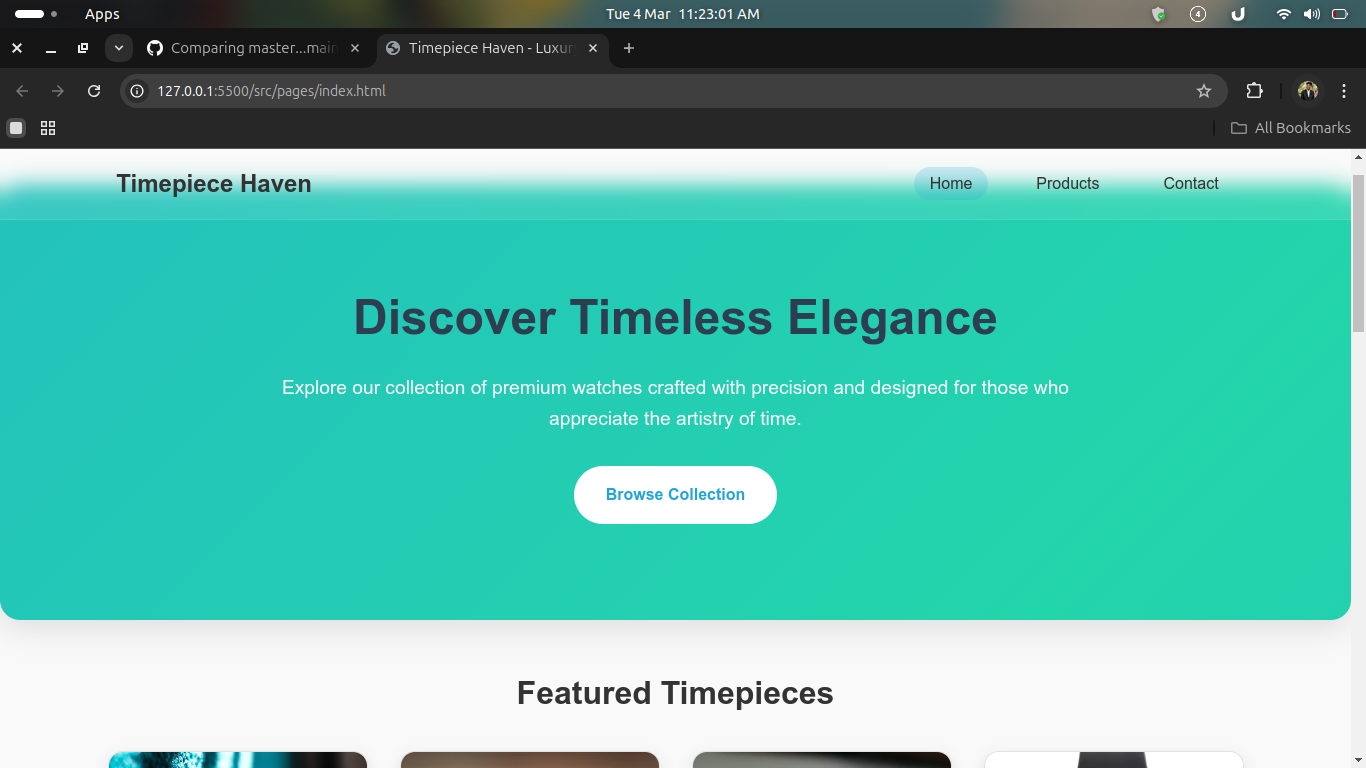 Apps
Tue 4 Mar 11:23:01 AM
4
Comparing master...main
Timepiece Haven - Luxur
127.0.0.1:5500/src/pages/index.html
All Bookmarks
Timepiece Haven
Home
Products
Contact
Discover Timeless Elegance
Explore our collection of premium watches crafted with precision and designed for those who
appreciate the artistry of time.
Browse Collection
Featured Timepieces